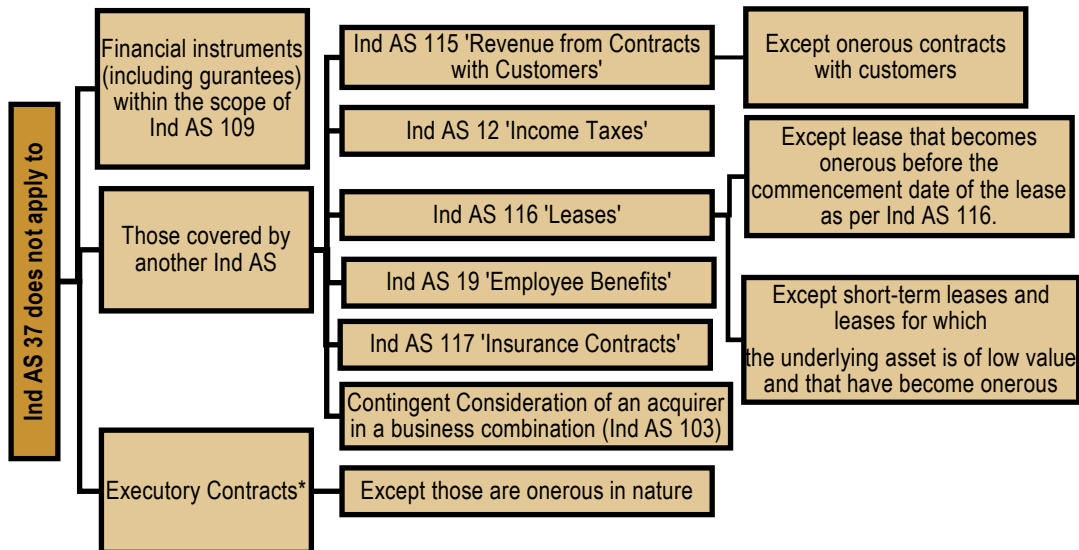 Ind AS 37 does not apply to
Financial instruments
(including gurantees)
within the scope of
Ind AS 109
Those covered by
another Ind AS
Ind AS 115 'Revenue from Contracts
with Customers'
Except onerous contracts
with customers
Ind AS 12 'Income Taxes'
Ind AS 116 'Leases'
Except lease that becomes
onerous before the
commencement date of the lease
as per Ind AS 116.
Except short-term leases and
leases for which
the underlying asset is of low value
and that have become onerous
Ind AS 19 'Employee Benefits'
Ind AS 117 'Insurance Contracts'
Contingent Consideration of an acquirer
in a business combination (Ind AS 103)
Executory Contracts*
Except those are onerous in nature